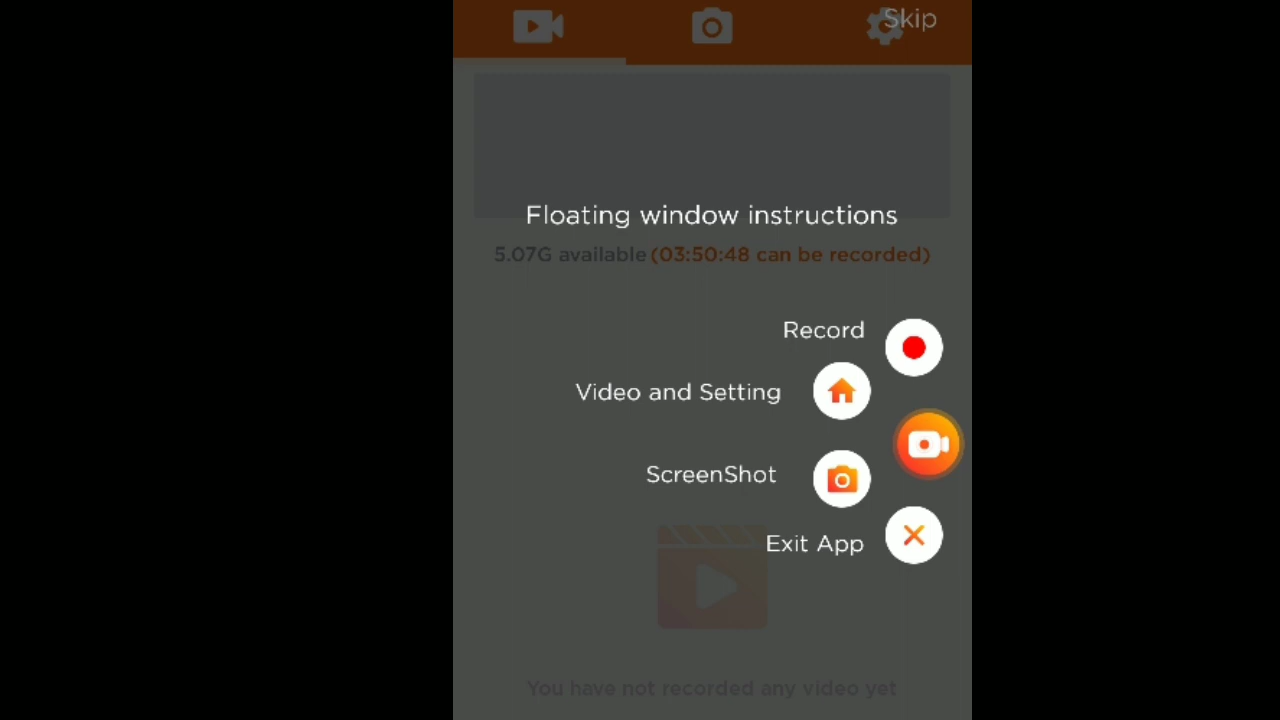 Skip
Floating window instructions
5.07G available (03:50:48 can be recorded)
Record
Video and Setting
ScreenShot
Exit App
You have not recorded any video yet